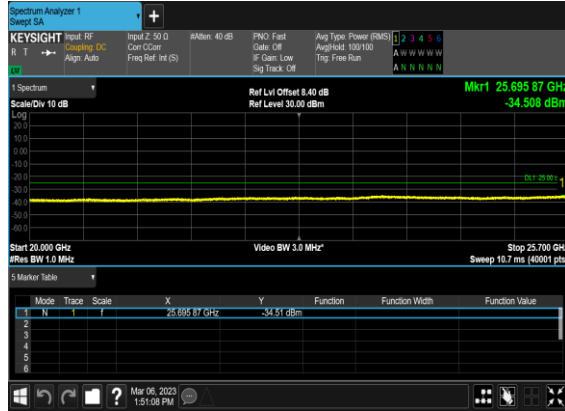 Spectrum Analyzer 1
Swept SA
+
KEYSIGHT Input: RF Input Z: 50 Ω #Atten: 40 dB PNO: Fast Avg Type: Power (RMS) 1 2 3 4 5 6
R T Coupling: DC Corr CCorr Gate: Off Avg|Hold: 100/100 A W W W W W
Align: Auto Freq Ref: Int (S) IF Gain: Low Trig: Free Run
LV Sig Track: Off A N N N N N
1 Spectrum Ref Lvl Offset 8.40 dB Mkr1 25.695 87 GHz
Scale/Div 10 dB Ref Level 30.00 dBm -34.508 dBm
Log
20.0
10.0
0.00
-10.0
-20.0
DL1 -25.00
1
-30.0
-40.0
-50.0
-60.0
Start 20.000 GHz Video BW 3.0 MHz* Stop 25.700 GH
#Res BW 1.0 MHz Sweep 10.7 ms (40001 pts
5 Marker Table
Mode Trace Scale X Y Function Function Width Function Value
1 N 1 f 25.695 87 GHz -34.51 dBm
2
3
4
5
6
? Mar 06, 2023
1:51:08 PM